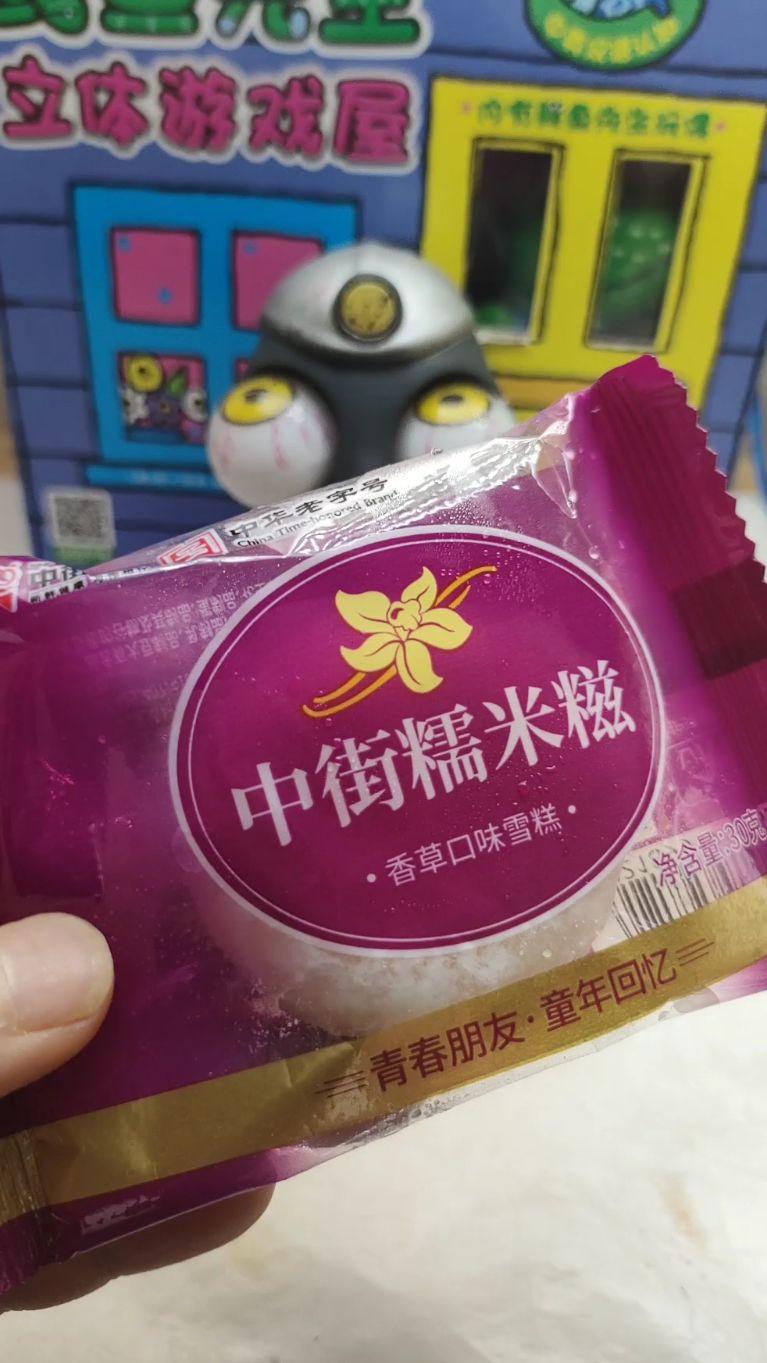 立体游戏屋
中华老字号
China Time-honored Brand
中街
中街糯米糍
·香草口味雪糕·
净含量:30克
青春朋友·童年回忆